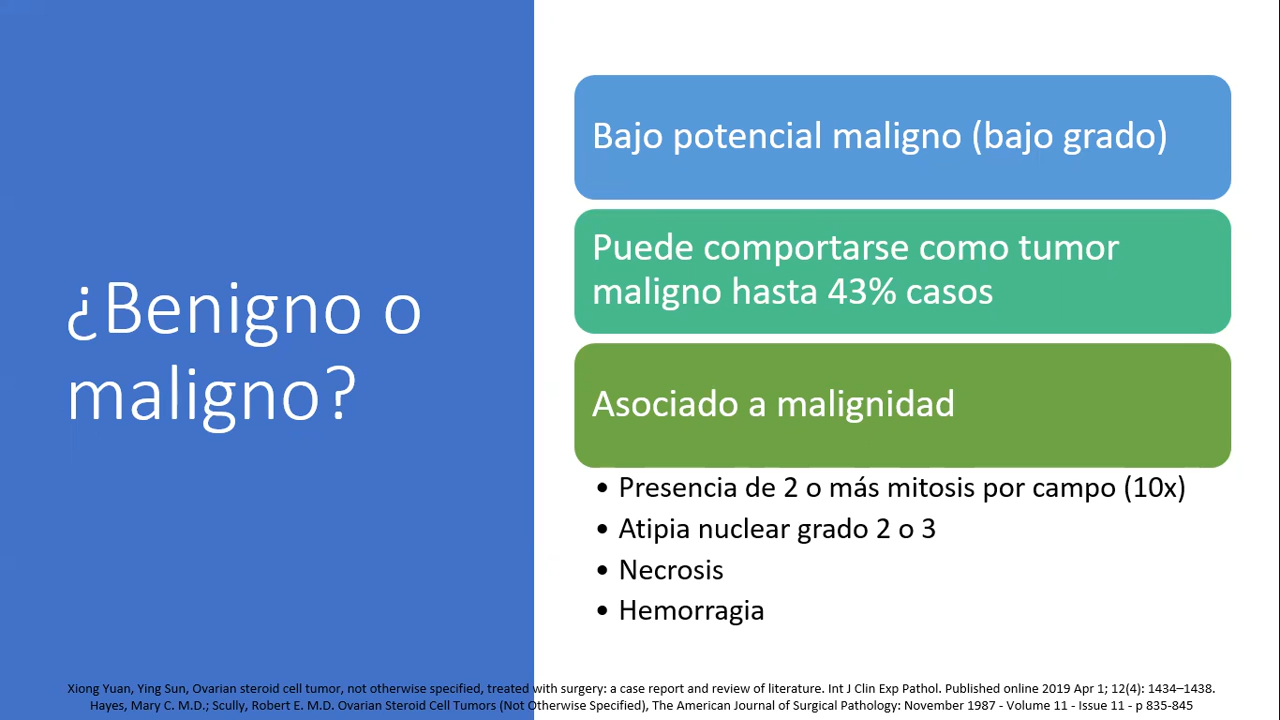 ¿Benigno o
maligno?
Bajo potencial maligno (bajo grado)
Puede comportarse como tumor
maligno hasta 43% casos
Asociado a malignidad
• Presencia de 2 o más mitosis por campo (10x)
• Atipia nuclear grado 2 o 3
• Necrosis
• Hemorragia
Xiong Yuan, Ying Sun, Ovarian steroid cell tumor, not otherwise specified, treated with surgery: a case report and review of literature. Int J Clin Exp Pathol. Published online 2019 Apr 1; 12(4): 1434–1438.
Hayes, Mary C. M.D.; Scully, Robert E. M.D. Ovarian Steroid Cell Tumors (Not Otherwise Specified), The American Journal of Surgical Pathology: November 1987 - Volume 11 - Issue 11 - p 835-845